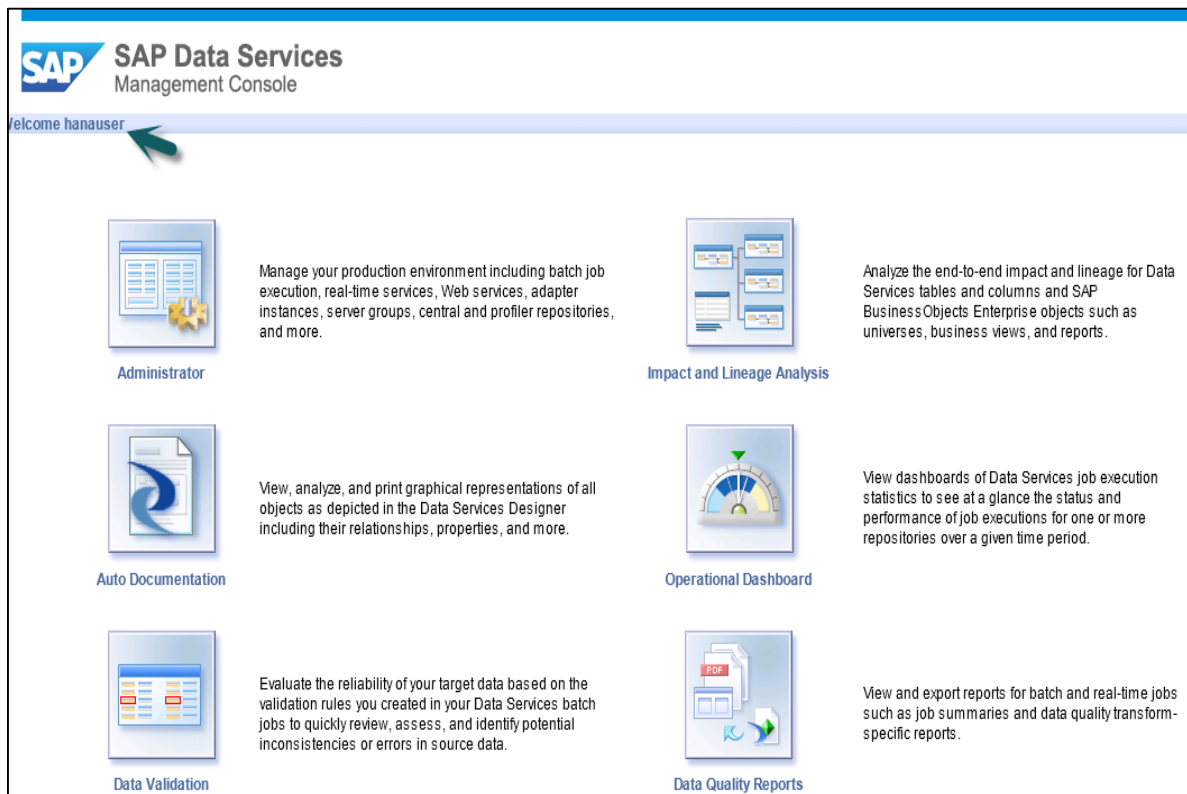 SAP
SAP Data Services
Management Console
Welcome hanauser
Manage your production environment including batch job
execution, real-time services, Web services, adapter
instances, server groups, central and profiler repositories,
and more.
Administrator
Analyze the end-to-end impact and lineage for Data
Services tables and columns and SAP
BusinessObjects Enterprise objects such as
universes, business views, and reports.
Impact and Lineage Analysis
View, analyze, and print graphical representations of all
objects as depicted in the Data Services Designer
including their relationships, properties, and more.
Auto Documentation
View dashboards of Data Services job execution
statistics to see at a glance the status and
performance of job executions for one or more
repositories over a given time period.
Operational Dashboard
Evaluate the reliability of your target data based on the
validation rules you created in your Data Services batch
jobs to quickly review, assess, and identify potential
inconsistencies or errors in source data.
Data Validation
PDF
View and export reports for batch and real-time jobs
such as job summaries and data quality transform-
specific reports.
Data Quality Reports